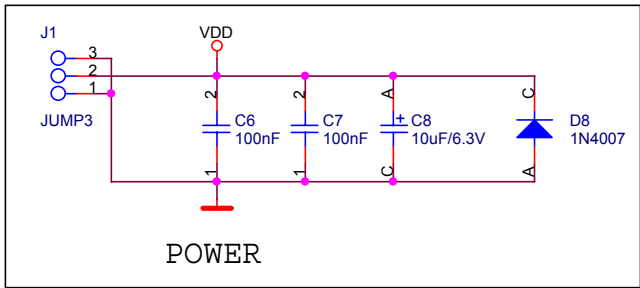 J1
VDD
3
2
1
JUMP3
2
C6
100nF
1
2
C7
100nF
1
A
+
C8
10uF/6.3V
C
C
D8
1N4007
A
POWER